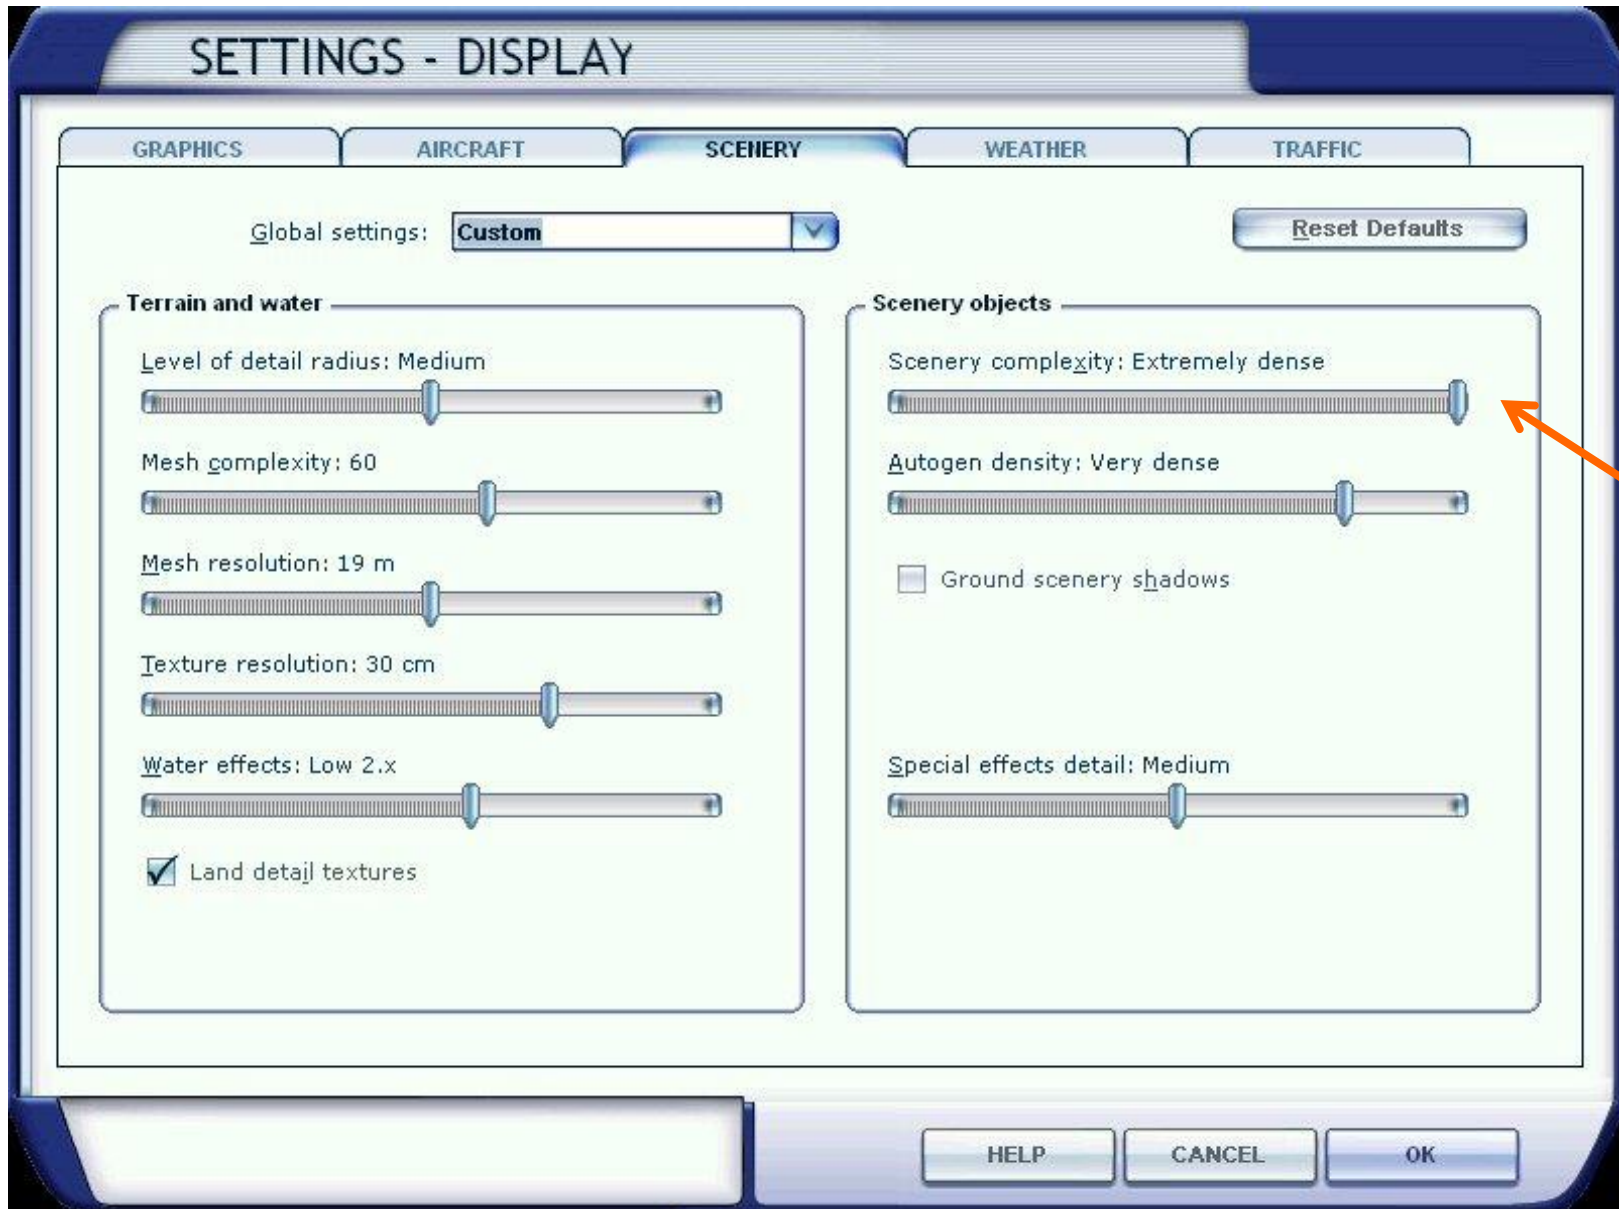 SETTINGS - DISPLAY
GRAPHICS AIRCRAFT SCENERY WEATHER TRAFFIC
Global settings: Custom Reset Defaults
Terrain and water
Level of detail radius: Medium
Mesh complexity: 60
Mesh resolution: 19 m
Texture resolution: 30 cm
Water effects: Low 2.x
Land detail textures
Scenery objects
Scenery complexity: Extremely dense
Autogen density: Very dense
Ground scenery shadows
Special effects detail: Medium
HELP CANCEL OK